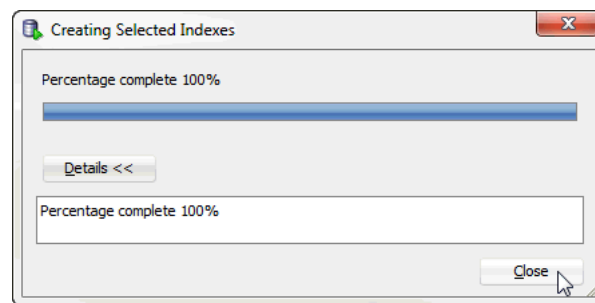 Creating Selected Indexes
Percentage complete 100%
Details <<
Percentage complete 100%
Close